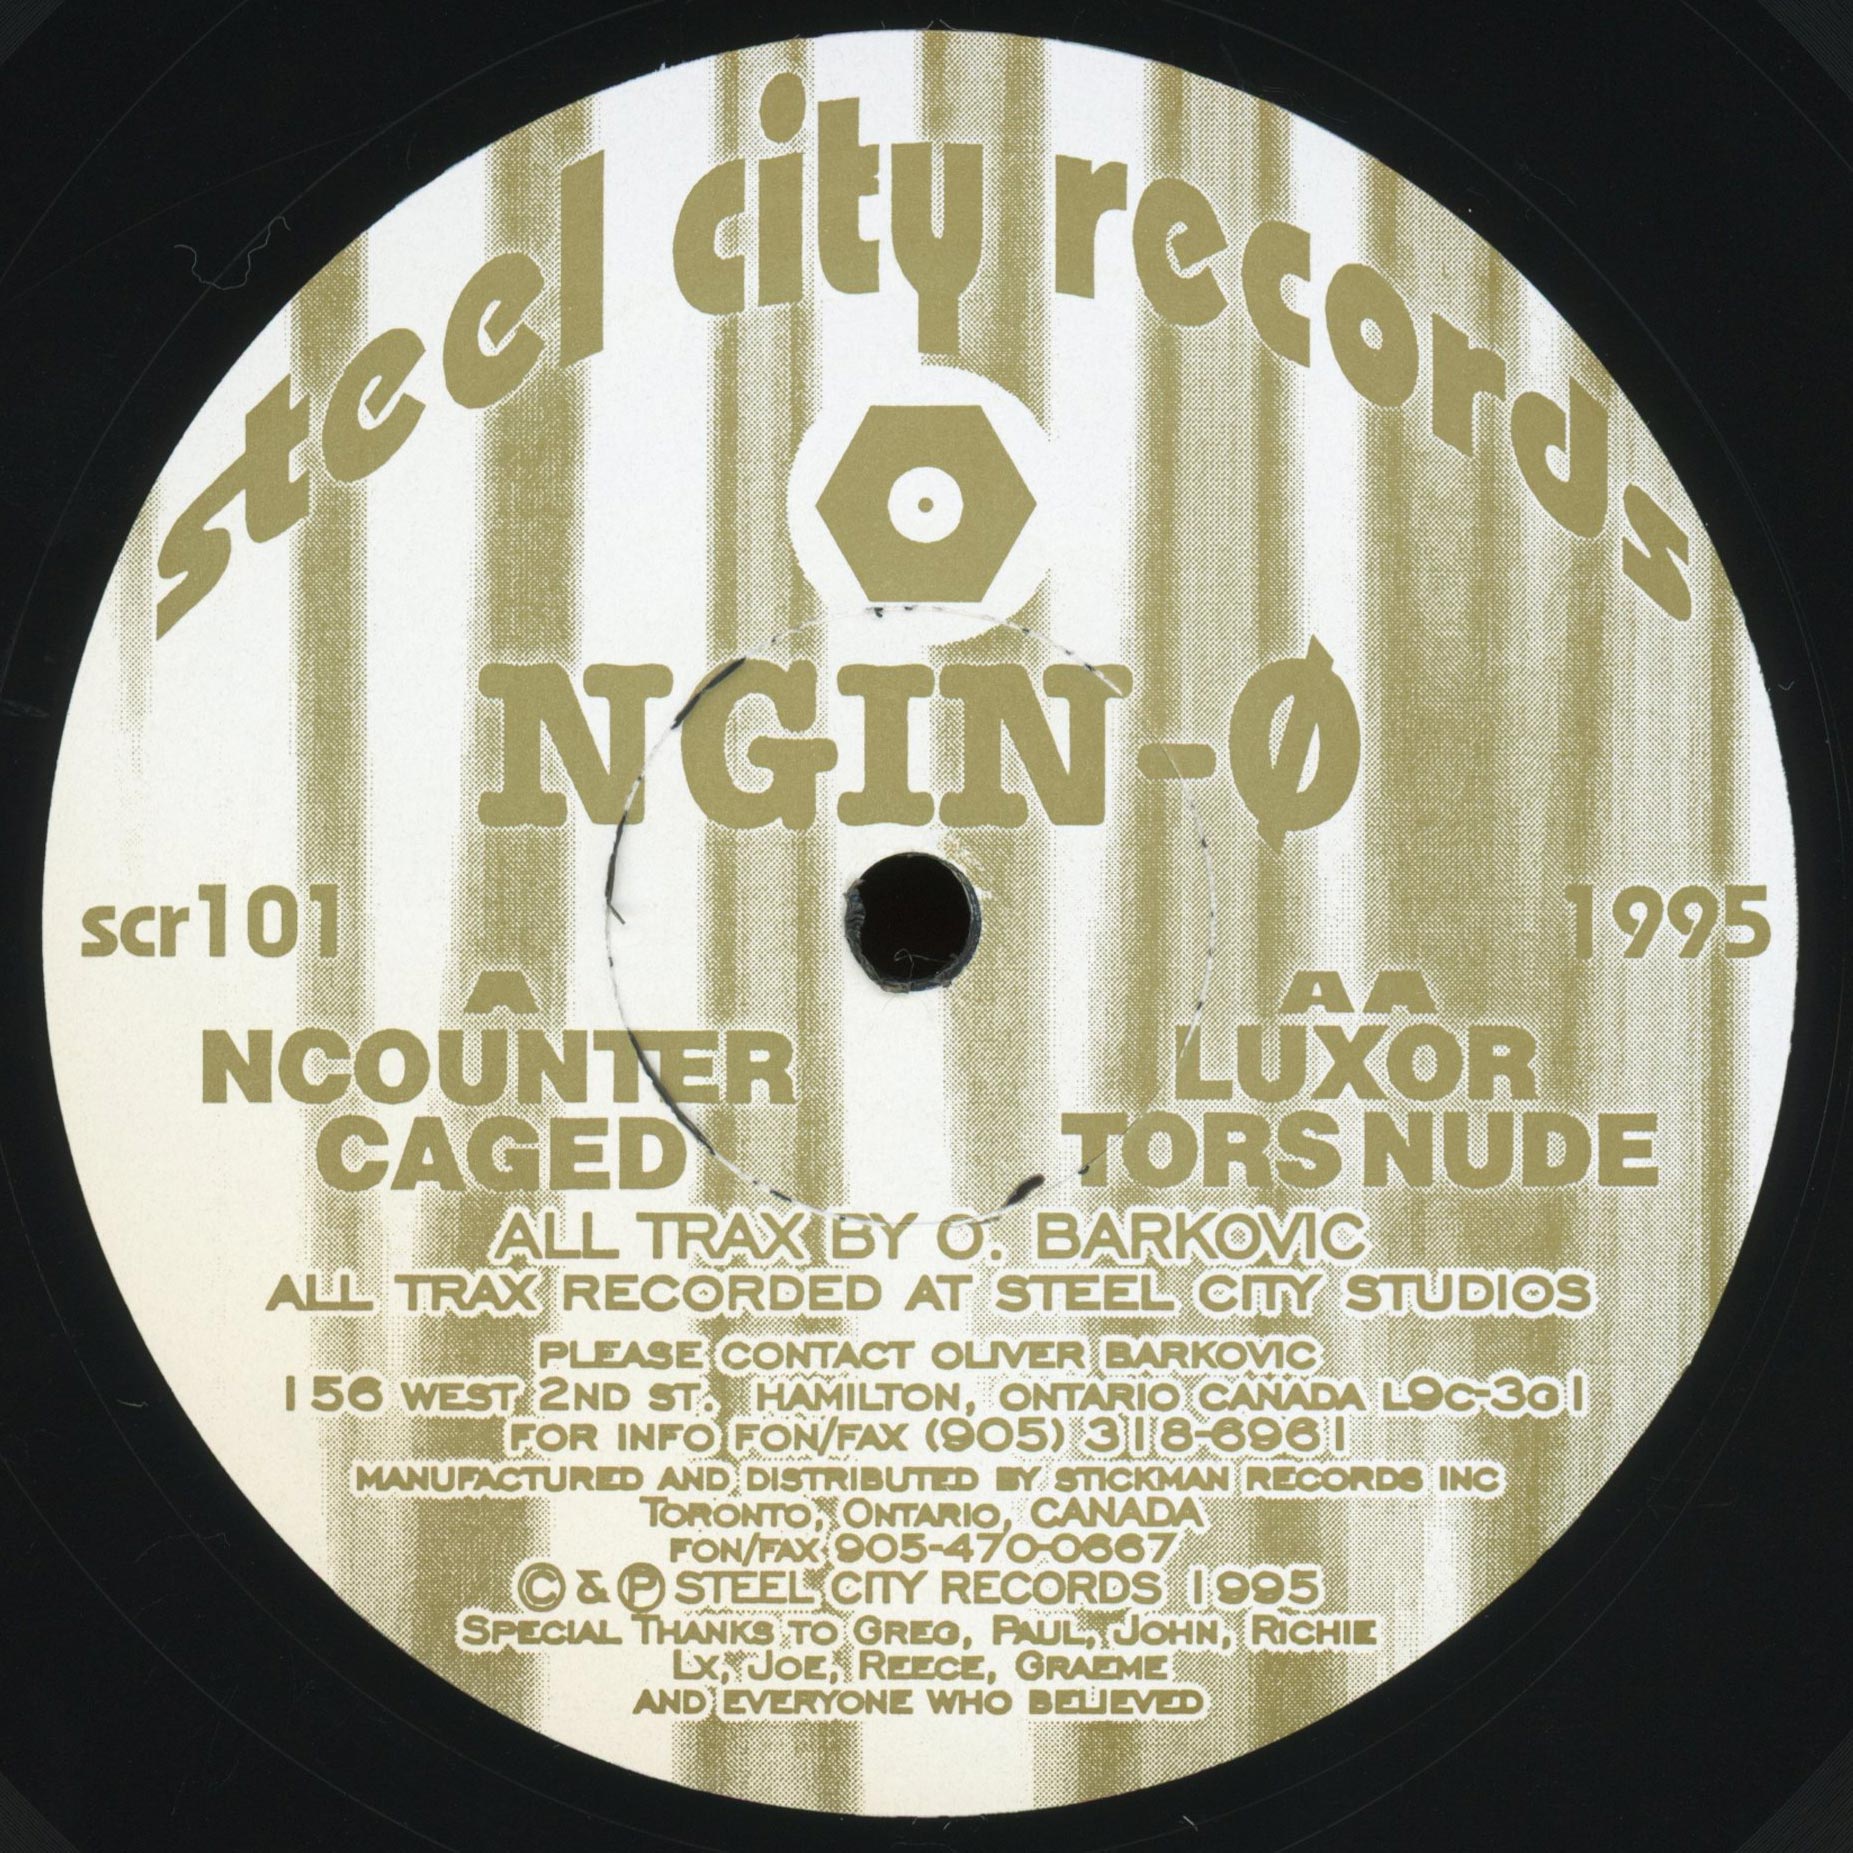 steel city records
NGIN-Ø
scr101 1995
A AA
NCOUNTER LUXOR
CAGED TORS NUDE
ALL TRAX BY O. BARKOVIC
ALL TRAX RECORDED AT STEEL CITY STUDIOS
PLEASE CONTACT OLIVER BARKOVIC
156 WEST 2ND ST. HAMILTON, ONTARIO CANADA L9C-3G1
FOR INFO FON/FAX (905) 318-6961
MANUFACTURED AND DISTRIBUTED BY STICKMAN RECORDS INC
TORONTO, ONTARIO, CANADA
FON/FAX 905-470-0667
© & ℗ STEEL CITY RECORDS 1995
SPECIAL THANKS TO GREG, PAUL, JOHN, RICHIE
LX, JOE, REECE, GRAEME
AND EVERYONE WHO BELIEVED